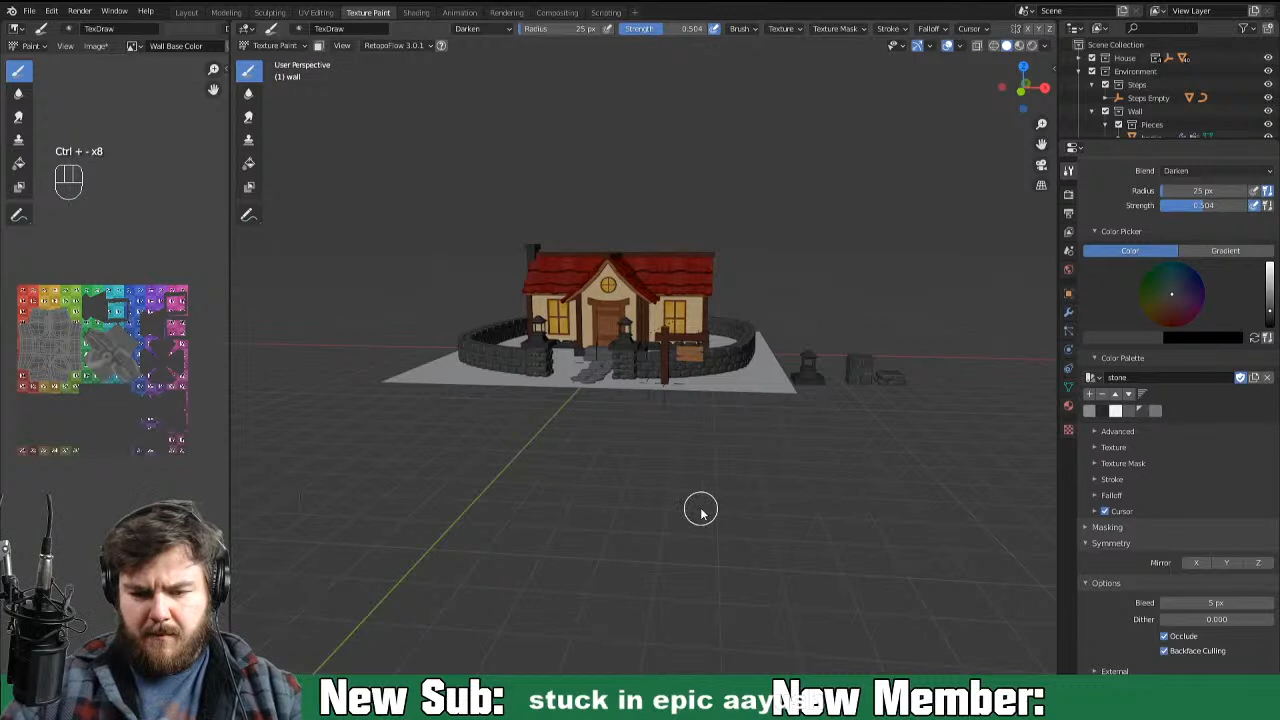 File Edit Render Window Help Layout Modeling Sculpting UV Editing Texture Paint Shading Animation Rendering Compositing Scripting Scene View Layer
TexDraw TexDraw Radius 25 px Strength 0.504 Brush Texture Texture Mask Stroke Falloff Cursor X Y Z
Paint View Image* Wall Base Color Texture Paint View RetopoFlow 3.0.1 Scene Collection
User Perspective House
(1) wall Environment
Steps
Steps Empty
Wall
Pieces
Ctrl + - x8
Blend Darken
Radius 25 px
Strength 0.504
Color Picker
Color Gradient
Color Palette
stone
Advanced
Texture
Texture Mask
Stroke
Falloff
Cursor
Masking
Symmetry
Mirror X Y Z
Options
Bleed 5 px
Dither 0.000
Occlude
Backface Culling
External
New Sub: stuck in epic New Member: